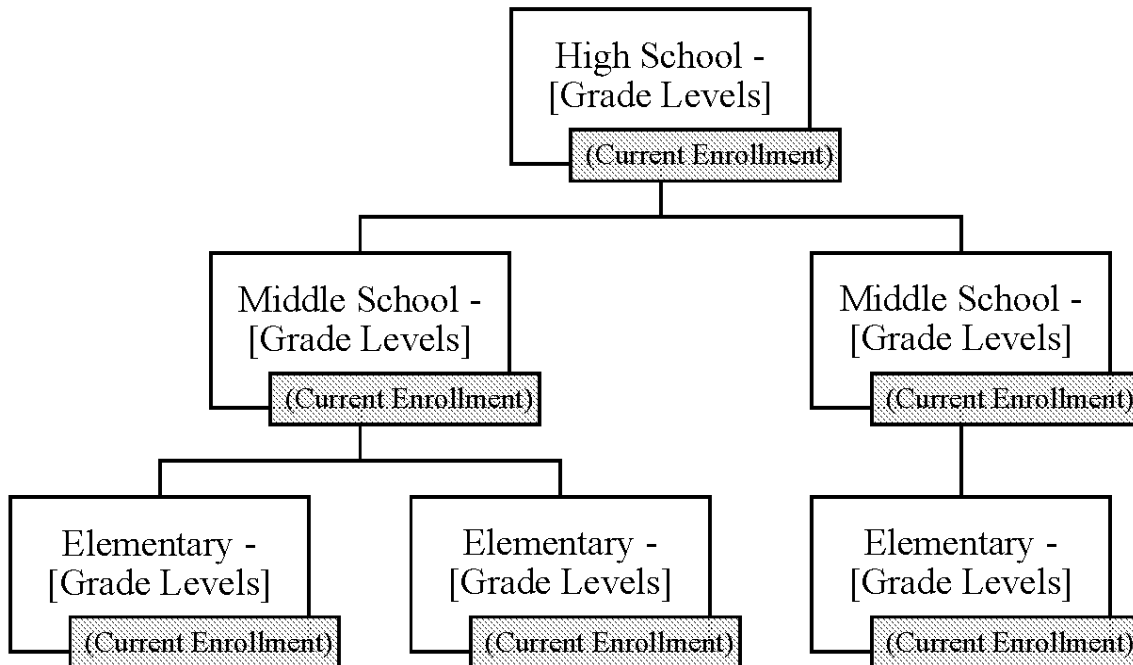 High School -
[Grade Levels]
(Current Enrollment)
Middle School -
[Grade Levels]
(Current Enrollment)
Middle School -
[Grade Levels]
(Current Enrollment)
Elementary -
[Grade Levels]
(Current Enrollment)
Elementary -
[Grade Levels]
(Current Enrollment)
Elementary -
[Grade Levels]
(Current Enrollment)